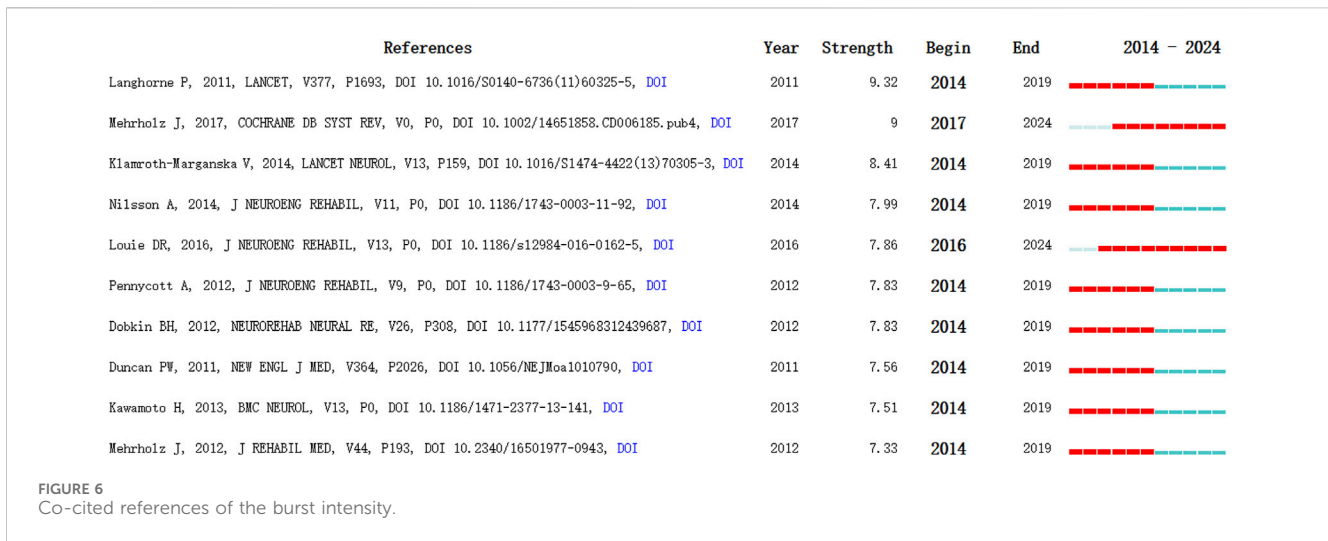 References Year Strength Begin End 2014 - 2024
Langhorne P, 2011, LANCET, V377, P1693, DOI 10.1016/S0140-6736(11)60325-5, DOI 2011 9.32 2014 2019
Mehrholz J, 2017, COCHRANE DB SYST REV, V0, P0, DOI 10.1002/14651858.CD006185.pub4, DOI 2017 9 2017 2024
Klamroth-Marganska V, 2014, LANCET NEUROL, V13, P159, DOI 10.1016/S1474-4422(13)70305-3, DOI 2014 8.41 2014 2019
Nilsson A, 2014, J NEUROENG REHABIL, V11, P0, DOI 10.1186/1743-0003-11-92, DOI 2014 7.99 2014 2019
Louie DR, 2016, J NEUROENG REHABIL, V13, P0, DOI 10.1186/s12984-016-0162-5, DOI 2016 7.86 2016 2024
Pennycott A, 2012, J NEUROENG REHABIL, V9, P0, DOI 10.1186/1743-0003-9-65, DOI 2012 7.83 2014 2019
Dobkin BH, 2012, NEUROREHAB NEURAL RE, V26, P308, DOI 10.1177/1545968312439687, DOI 2012 7.83 2014 2019
Duncan PW, 2011, NEW ENGL J MED, V364, P2026, DOI 10.1056/NEJMoa1010790, DOI 2011 7.56 2014 2019
Kawamoto H, 2013, BMC NEUROL, V13, P0, DOI 10.1186/1471-2377-13-141, DOI 2013 7.51 2014 2019
Mehrholz J, 2012, J REHABIL MED, V44, P193, DOI 10.2340/16501977-0943, DOI 2012 7.33 2014 2019
FIGURE 6
Co-cited references of the burst intensity.